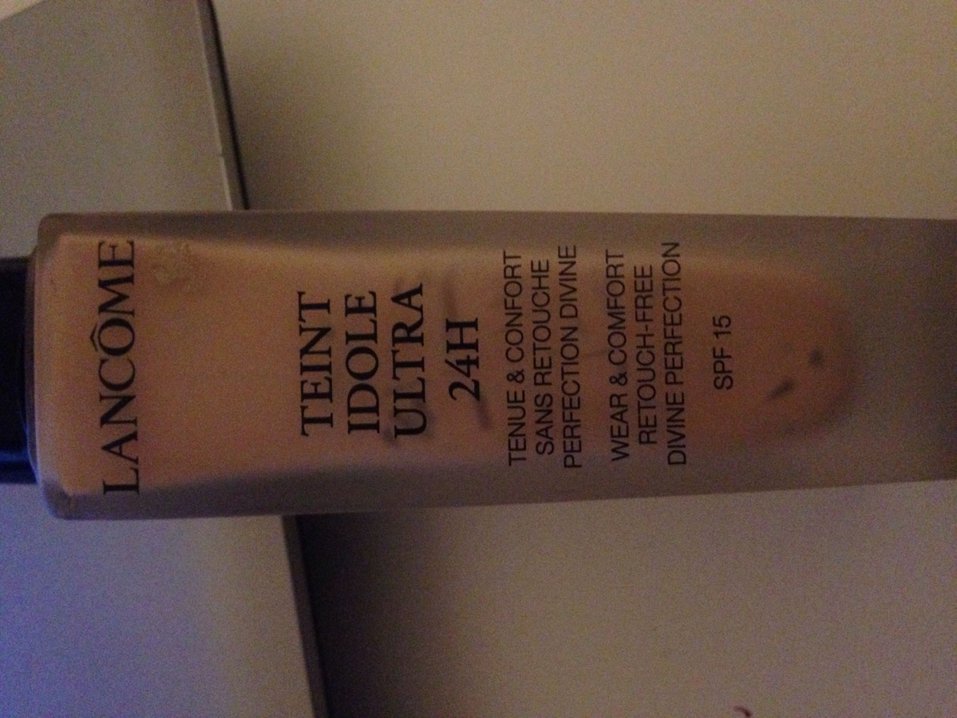 LANCÔME
TEINT
IDOLE
ULTRA
24H
TENUE & CONFORT
SANS RETOUCHE
PERFECTION DIVINE
WEAR & COMFORT
RETOUCH-FREE
DIVINE PERFECTION
SPF 15